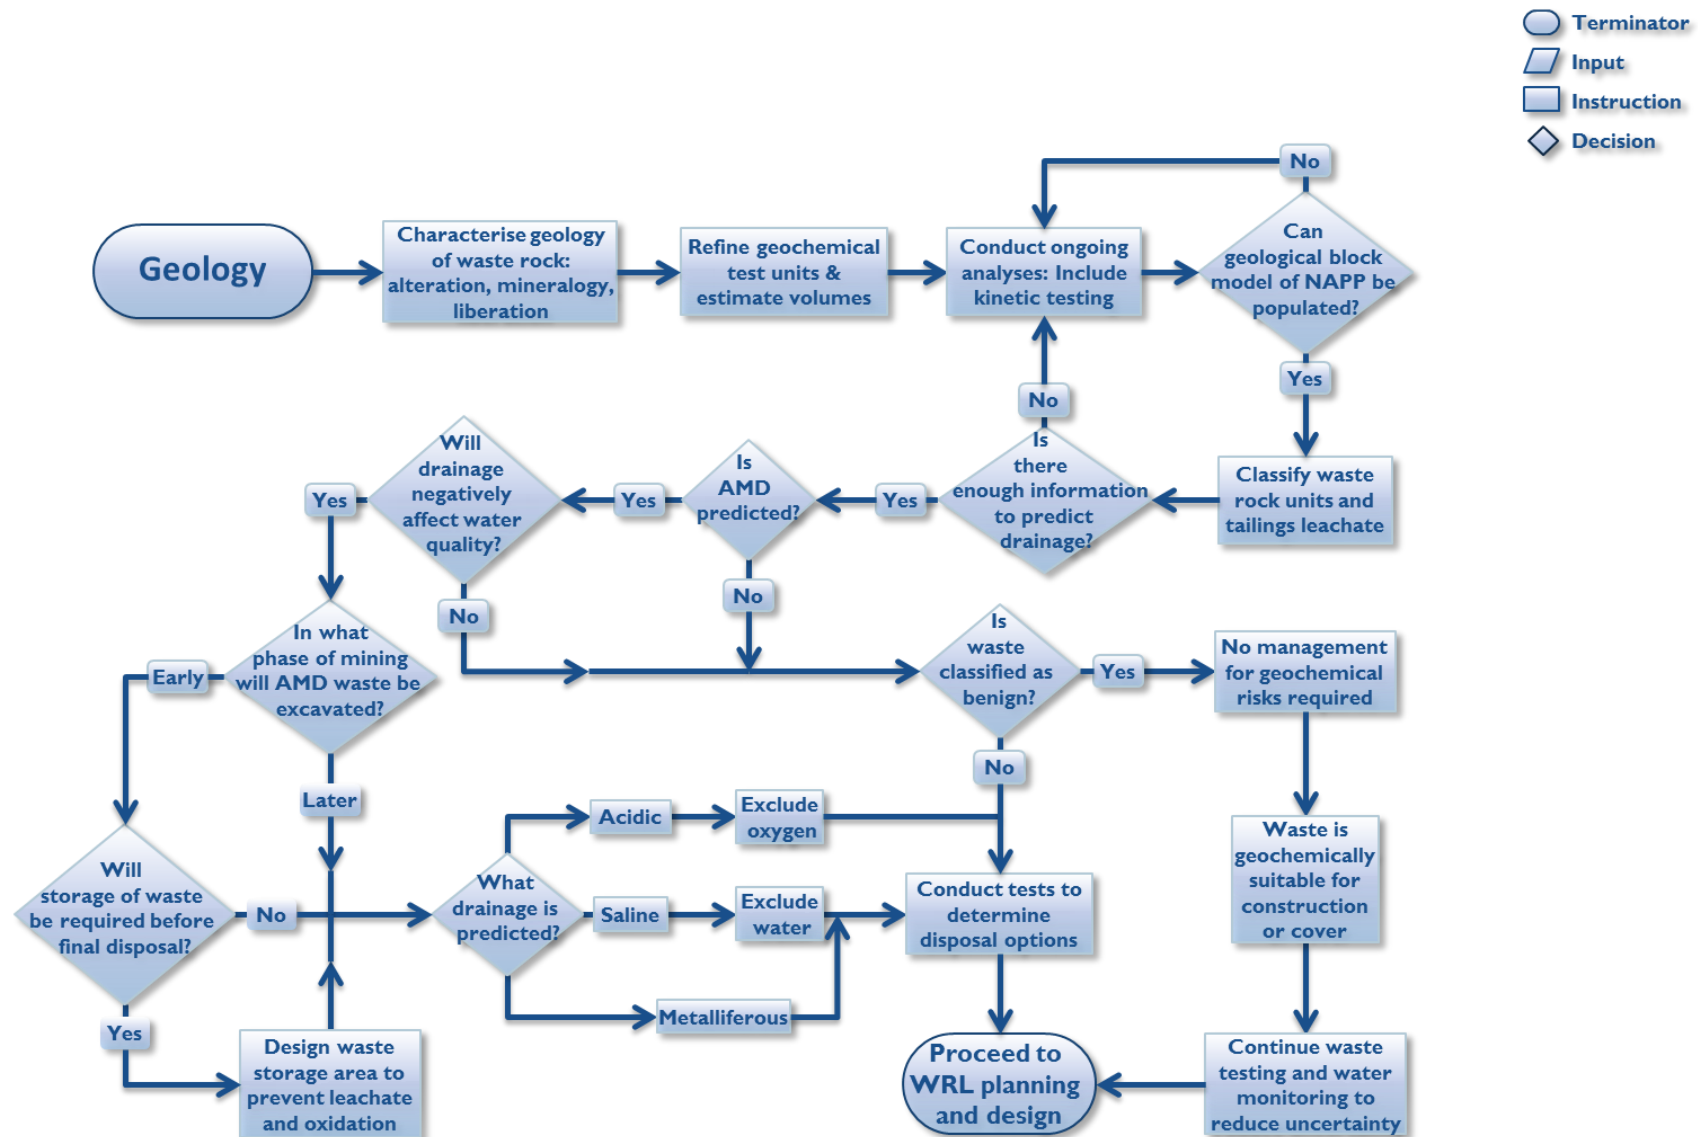 Terminator
Input
Instruction
Decision
No
Geology
Characterise geology
of waste rock:
alteration, mineralogy,
liberation
Refine geochemical
test units &
estimate volumes
Conduct ongoing
analyses: Include
kinetic testing
Can
geological block
model of NAPP be
populated?
Yes
No
Will
drainage
negatively
affect water
quality?
Yes
Yes
Is
AMD
predicted?
Yes
Is
there
enough information
to predict
drainage?
Classify waste
rock units and
tailings leachate
No
No
In what
phase of mining
will AMD waste be
excavated?
Early
Is
waste
classified as
benign?
Yes
No management
for geochemical
risks required
No
Later
Acidic
Exclude
oxygen
Waste is
geochemically
suitable for
construction
or cover
Will
storage of waste
be required before
final disposal?
No
What
drainage is
predicted?
Saline
Exclude
water
Conduct tests to
determine
disposal options
Metalliferous
Yes
Design waste
storage area to
prevent leachate
and oxidation
Proceed to
WRL planning
and design
Continue waste
testing and water
monitoring to
reduce uncertainty